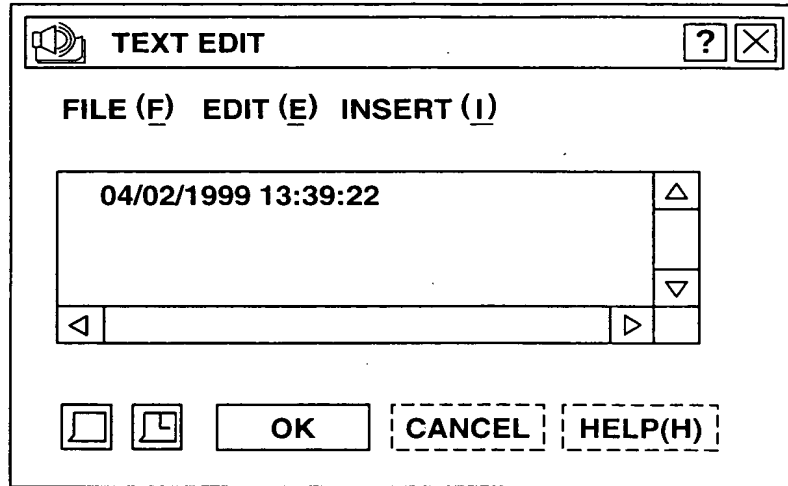 TEXT EDIT ?
FILE (F) EDIT (E) INSERT (I)
04/02/1999 13:39:22
OK CANCEL HELP(H)